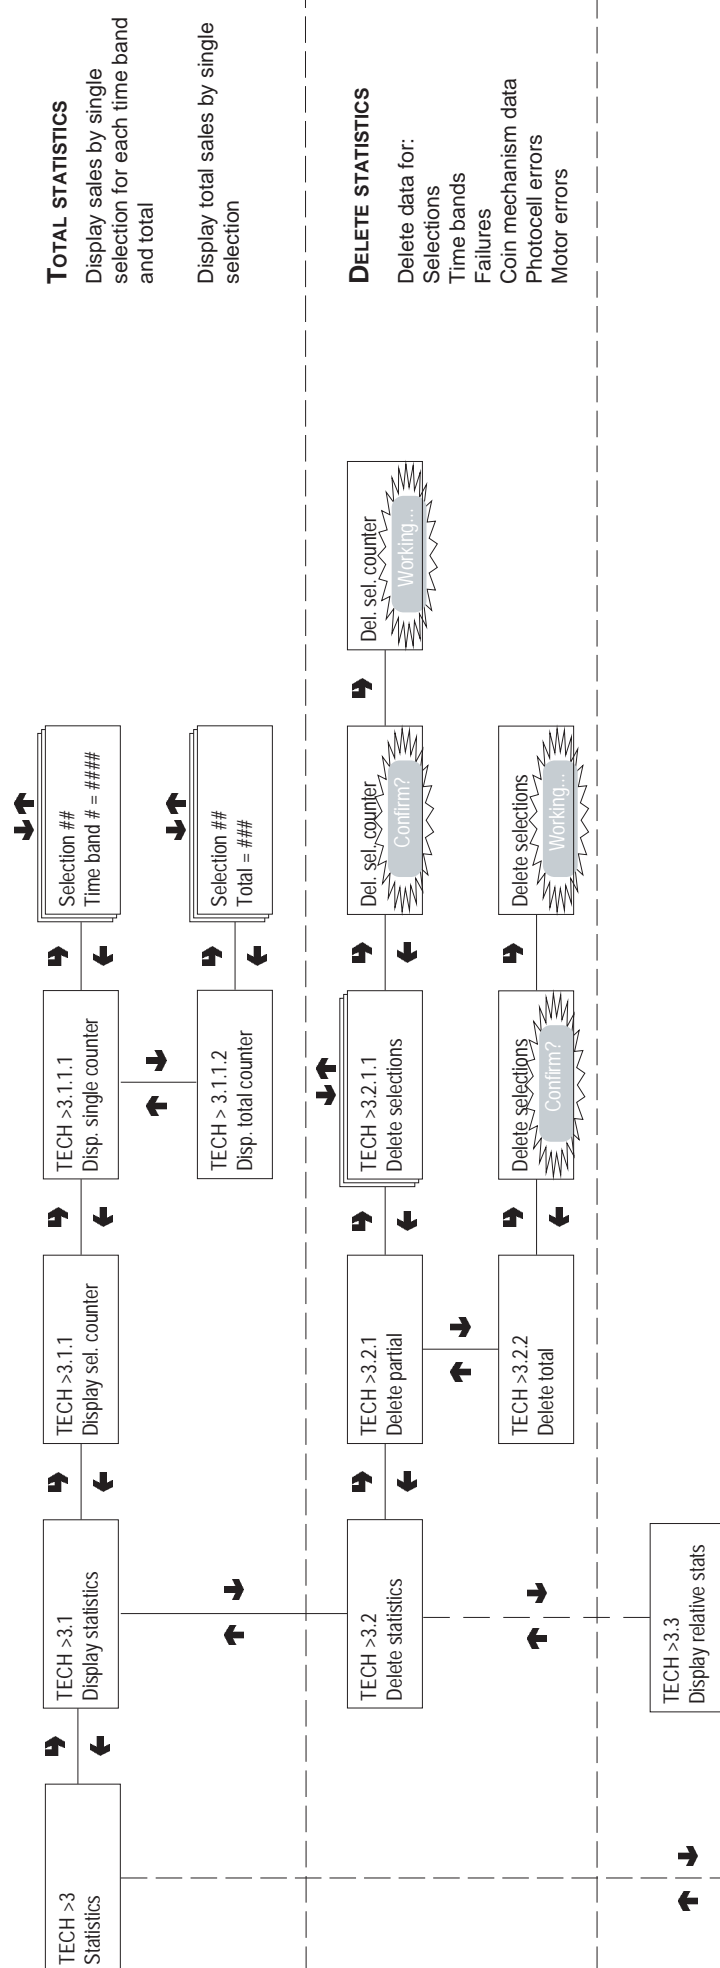 TECH >3
Statistics
TECH >3.1
Display statistics
TECH >3.1.1
Display sel. counter
TECH >3.1.1.1
Disp. single counter
Selection ##
Time band # = ####
TOTAL STATISTICS
Display sales by single
selection for each time band
and total
TECH > 3.1.1.2
Disp. total counter
Selection ##
Total = ###
Display total sales by single
selection
TECH >3.2
Delete statistics
TECH >3.2.1
Delete partial
TECH >3.2.1.1
Delete selections
Del. sel. counter
Confirm?
Del. sel. counter
Working...
DELETE STATISTICS
Delete data for:
Selections
Time bands
Failures
Coin mechanism data
Photocell errors
Motor errors
TECH >3.2.2
Delete total
Delete selections
Confirm?
Delete selections
Working...
TECH >3.3
Display relative stats